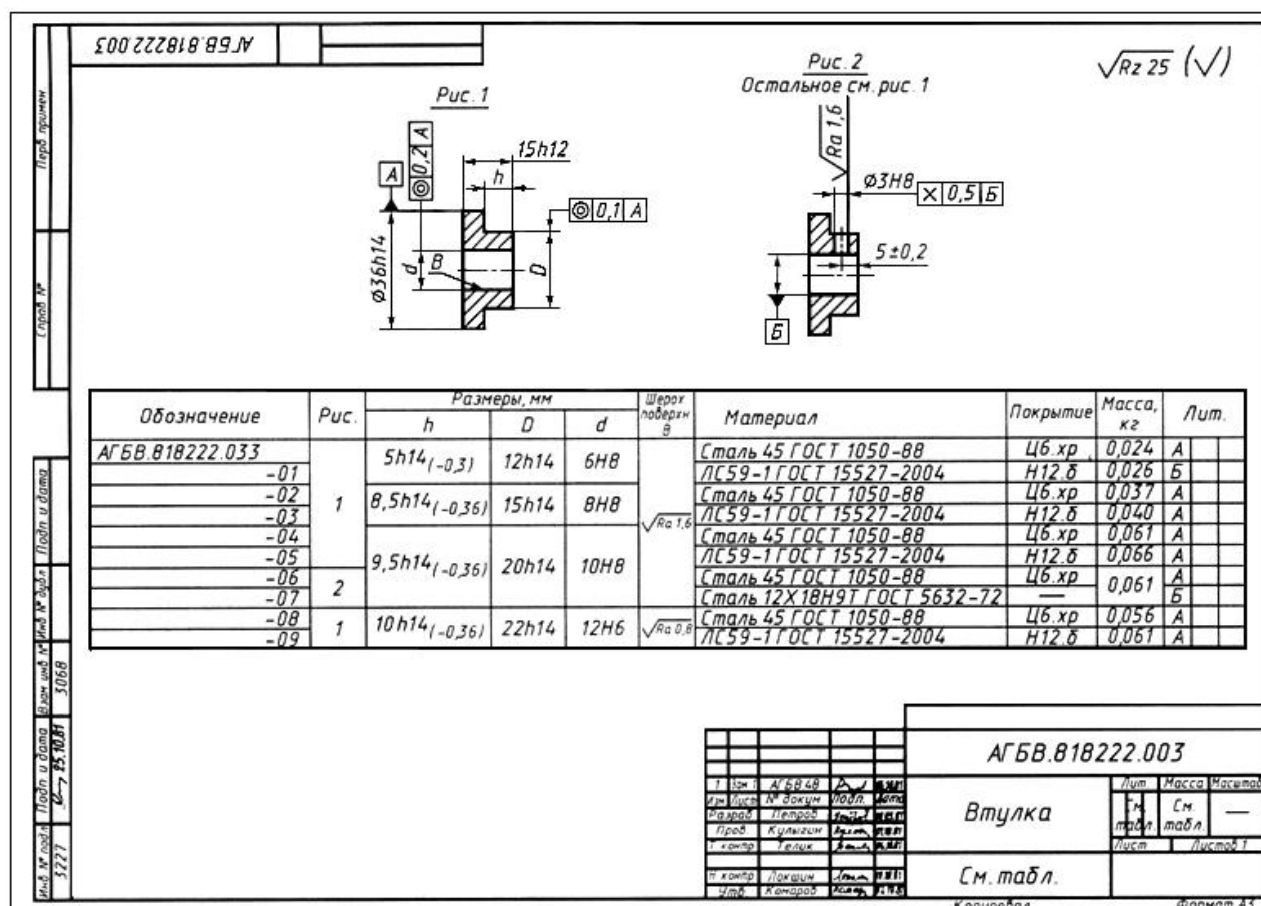 АГБВ.818222.003
√Rz 25 (√)
Рис. 1
◎ 0,2 А
15h12
h
А
◎ 0,1 А
Ø36h14
d
В
D
Рис. 2
Остальное см. рис. 1
Ra 1,6
Ø3H8
0,5 Б
5±0,2
Б
Обозначение Рис. Размеры, мм Шерох поверхн В Материал Покрытие Масса, кг Лит.
h D d
АГБВ.818222.033 1 5h14(-0,3) 12h14 6H8 √Ra 1,6 Сталь 45 ГОСТ 1050-88 Ц6.хр 0,024 А
-01 ЛС59-1 ГОСТ 15527-2004 Н12.б 0,026 Б
-02 8,5h14(-0,36) 15h14 8H8 Сталь 45 ГОСТ 1050-88 Ц6.хр 0,037 А
-03 ЛС59-1 ГОСТ 15527-2004 Н12.б 0,040 А
-04 9,5h14(-0,36) 20h14 10H8 Сталь 45 ГОСТ 1050-88 Ц6.хр 0,061 А
-05 ЛС59-1 ГОСТ 15527-2004 Н12.б 0,066 А
-06 2 Сталь 45 ГОСТ 1050-88 Ц6.хр 0,061 А
-07 Сталь 12Х18Н9Т ГОСТ 5632-72 — Б
-08 1 10h14(-0,36) 22h14 12H6 √Ra 0,8 Сталь 45 ГОСТ 1050-88 Ц6.хр 0,056 А
-09 ЛС59-1 ГОСТ 15527-2004 Н12.б 0,061 А
Перв примен
Справ №
Подп и дата
Инв № дубл
Взам инв № 3068
Подп и дата 25.10.81
Инв № подл 3227
АГБВ.818222.003
1 Зам 1 АГБВ 48
Изм Лист № докум Подп. Дата
Разраб Петров
Пров Кулыгин
Т контр Гелик
Н контр Локшин
Утв Комаров
Втулка
Лит Масса Масштаб
См. табл. См. табл. —
Лист Листов 1
См. табл.
Копировал Формат А3